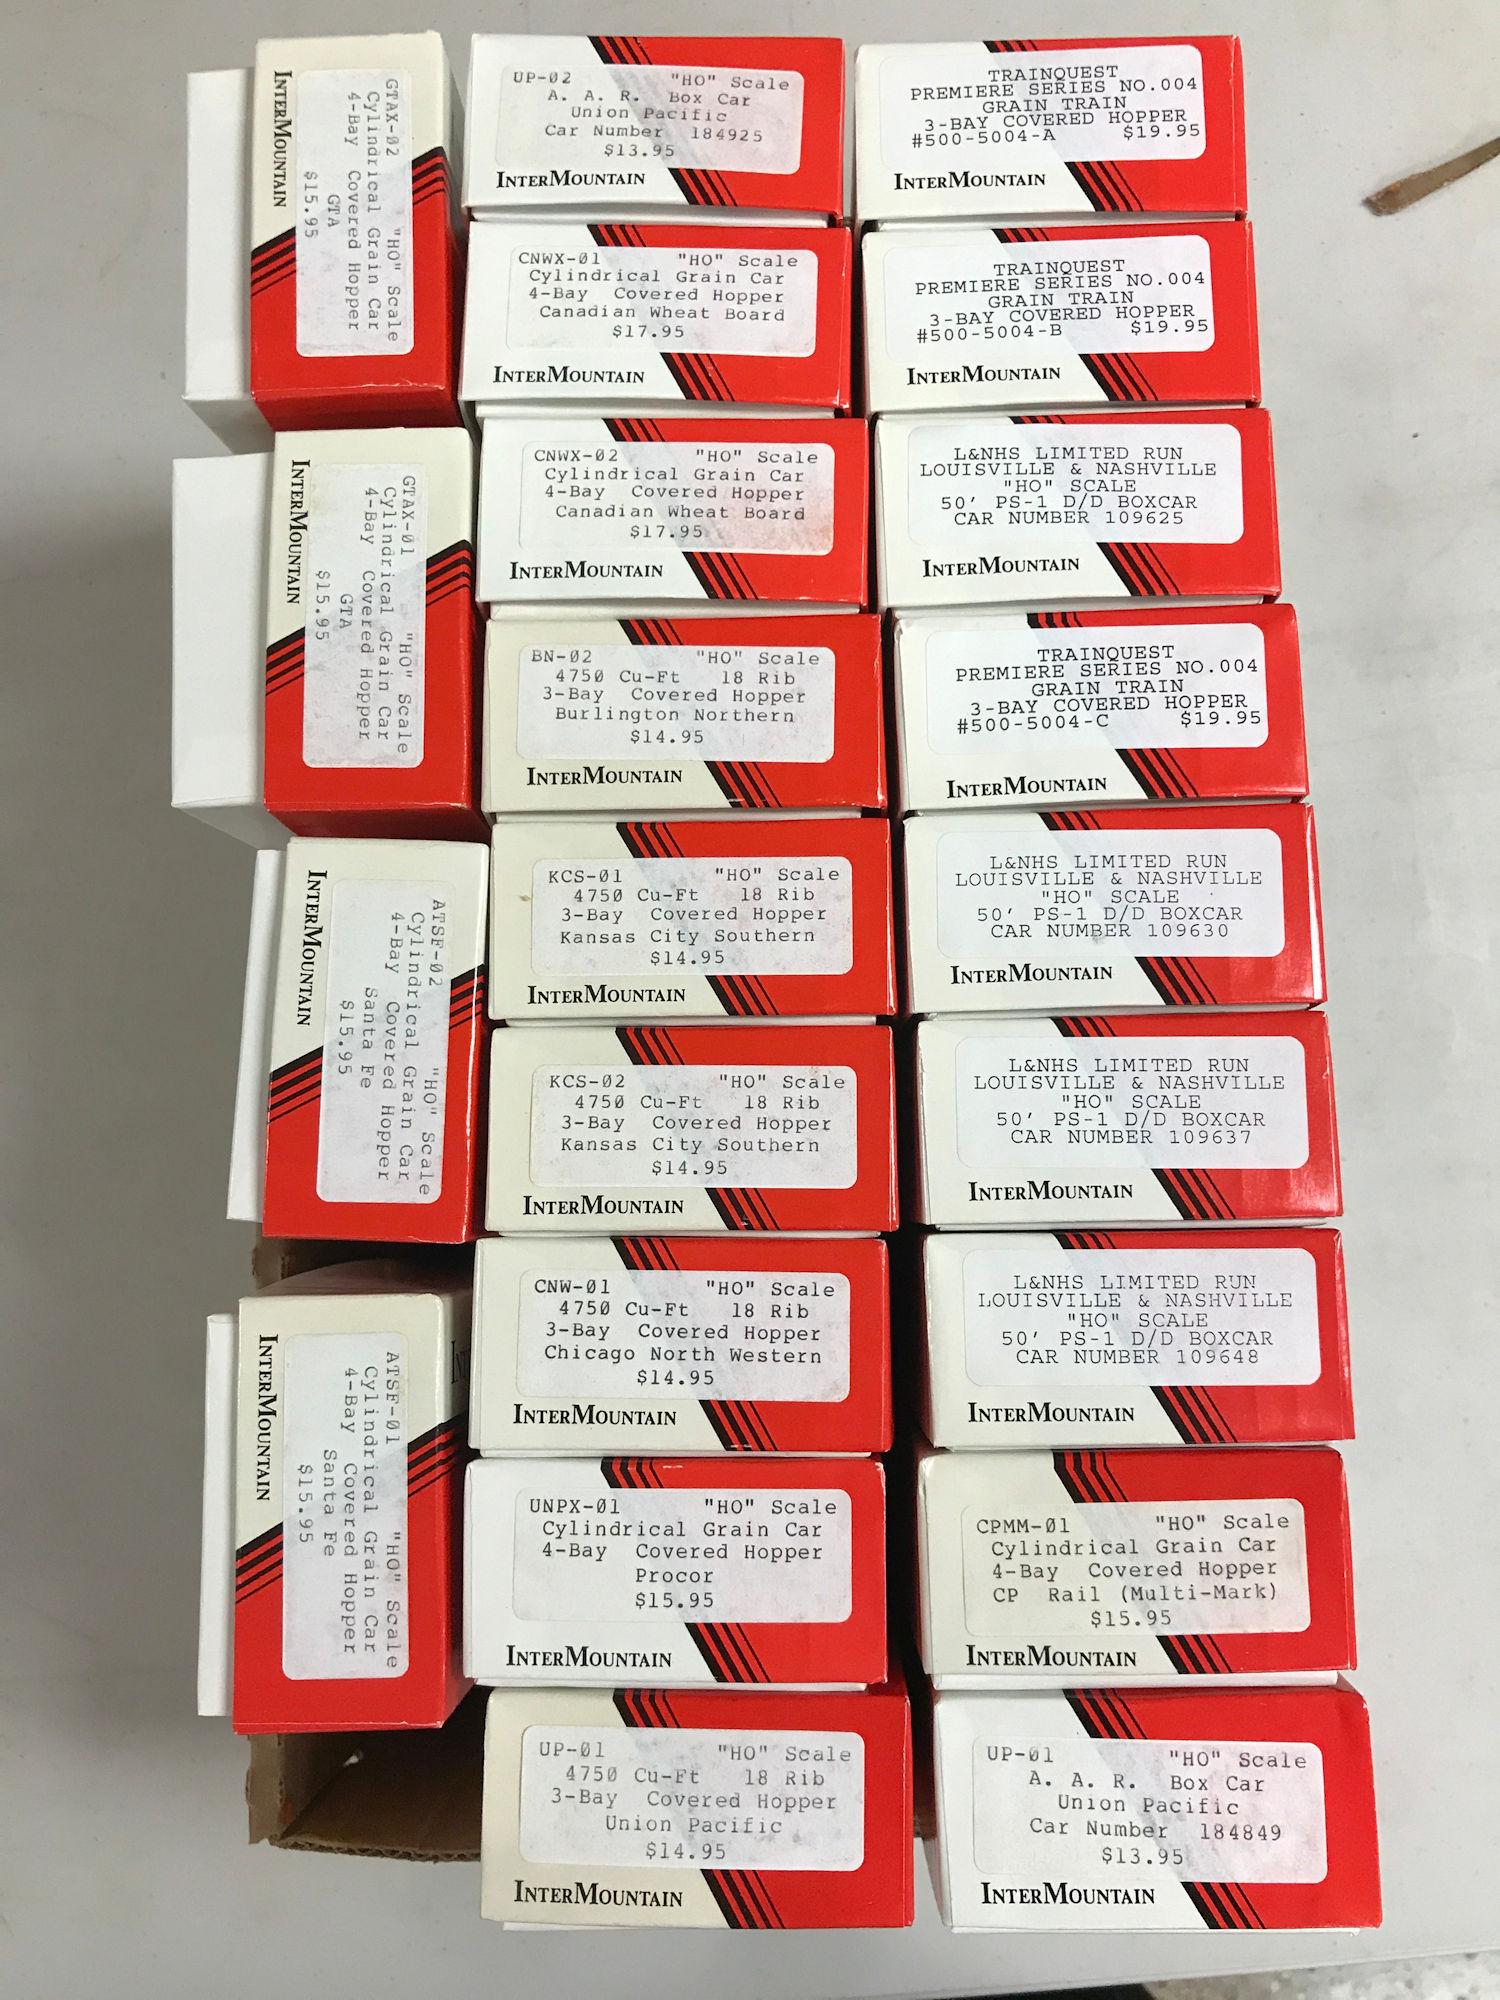 GTAX-02 "HO" Scale
Cylindrical Grain Car
4-Bay Covered Hopper
GTA
$15.95
INTERMOUNTAIN
GTAX-01 "HO" Scale
Cylindrical Grain Car
4-Bay Covered Hopper
GTA
$15.95
INTERMOUNTAIN
ATSF-02 "HO" Scale
Cylindrical Grain Car
4-Bay Covered Hopper
Santa Fe
$15.95
INTERMOUNTAIN
ATSF-01 "HO" Scale
Cylindrical Grain Car
4-Bay Covered Hopper
Santa Fe
$15.95
INTERMOUNTAIN
UP-02 "HO" Scale
A. A. R. Box Car
Union Pacific
Car Number 184925
$13.95
INTERMOUNTAIN
CNWX-01 "HO" Scale
Cylindrical Grain Car
4-Bay Covered Hopper
Canadian Wheat Board
$17.95
INTERMOUNTAIN
CNWX-02 "HO" Scale
Cylindrical Grain Car
4-Bay Covered Hopper
Canadian Wheat Board
$17.95
INTERMOUNTAIN
BN-02 "HO" Scale
4750 Cu-Ft 18 Rib
3-Bay Covered Hopper
Burlington Northern
$14.95
INTERMOUNTAIN
KCS-01 "HO" Scale
4750 Cu-Ft 18 Rib
3-Bay Covered Hopper
Kansas City Southern
$14.95
INTERMOUNTAIN
KCS-02 "HO" Scale
4750 Cu-Ft 18 Rib
3-Bay Covered Hopper
Kansas City Southern
$14.95
INTERMOUNTAIN
CNW-01 "HO" Scale
4750 Cu-Ft 18 Rib
3-Bay Covered Hopper
Chicago North Western
$14.95
INTERMOUNTAIN
UNPX-01 "HO" Scale
Cylindrical Grain Car
4-Bay Covered Hopper
Procor
$15.95
INTERMOUNTAIN
UP-01 "HO" Scale
4750 Cu-Ft 18 Rib
3-Bay Covered Hopper
Union Pacific
$14.95
INTERMOUNTAIN
TRAINQUEST
PREMIERE SERIES NO.004
GRAIN TRAIN
3-BAY COVERED HOPPER
#500-5004-A $19.95
INTERMOUNTAIN
TRAINQUEST
PREMIERE SERIES NO.004
GRAIN TRAIN
3-BAY COVERED HOPPER
#500-5004-B $19.95
INTERMOUNTAIN
L&NHS LIMITED RUN
LOUISVILLE & NASHVILLE
"HO" SCALE
50' PS-1 D/D BOXCAR
CAR NUMBER 109625
INTERMOUNTAIN
TRAINQUEST
PREMIERE SERIES NO.004
GRAIN TRAIN
3-BAY COVERED HOPPER
#500-5004-C $19.95
INTERMOUNTAIN
L&NHS LIMITED RUN
LOUISVILLE & NASHVILLE
"HO" SCALE
50' PS-1 D/D BOXCAR
CAR NUMBER 109630
INTERMOUNTAIN
L&NHS LIMITED RUN
LOUISVILLE & NASHVILLE
"HO" SCALE
50' PS-1 D/D BOXCAR
CAR NUMBER 109637
INTERMOUNTAIN
L&NHS LIMITED RUN
LOUISVILLE & NASHVILLE
"HO" SCALE
50' PS-1 D/D BOXCAR
CAR NUMBER 109648
INTERMOUNTAIN
CPMM-01 "HO" Scale
Cylindrical Grain Car
4-Bay Covered Hopper
CP Rail (Multi-Mark)
$15.95
INTERMOUNTAIN
UP-01 "HO" Scale
A. A. R. Box Car
Union Pacific
Car Number 184849
$13.95
INTERMOUNTAIN